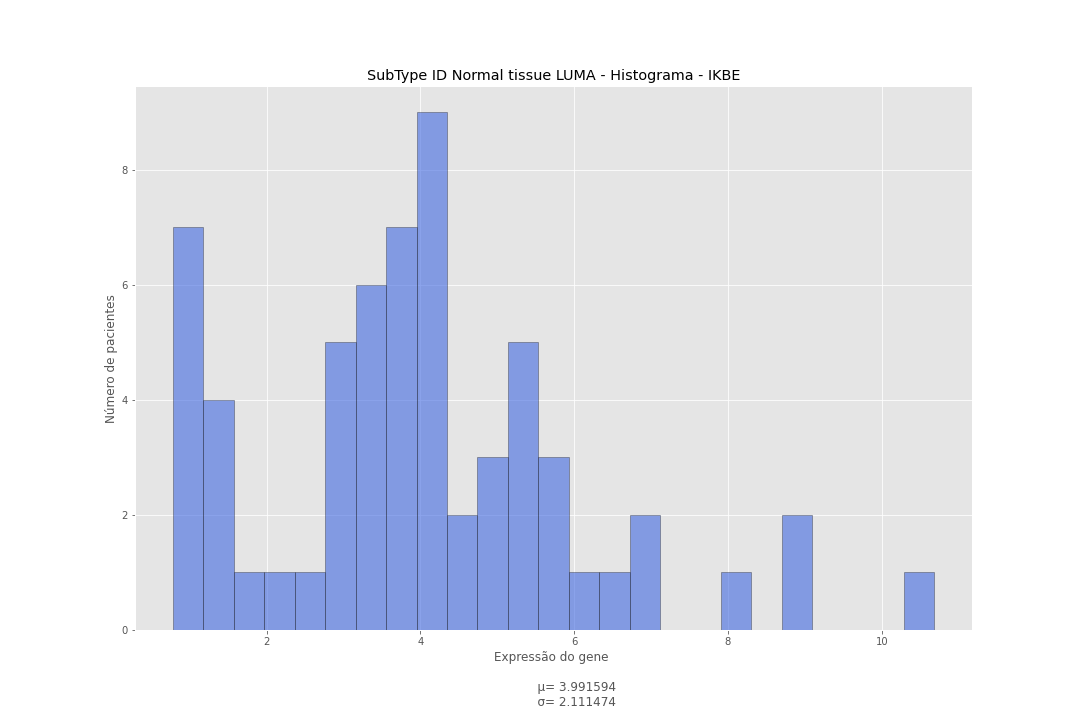 SubType ID Normal tissue LUMA - Histograma - IKBE
8
6
4
2
0
Número de pacientes
2 4 6 8 10
Expressão do gene
μ= 3.991594
σ= 2.111474